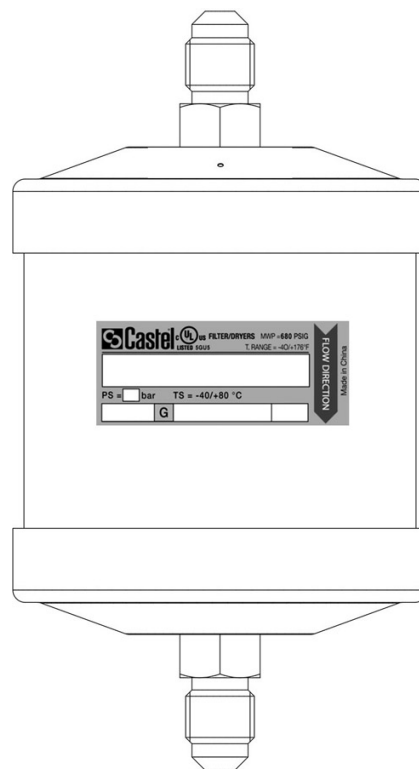 Castel c UL us FILTER/DRYERS MWP =680 PSIG
LISTED SGUS T. RANGE = -40/+176°F
PS = bar TS = -40/+80 °C
G
FLOW DIRECTION
Made in China